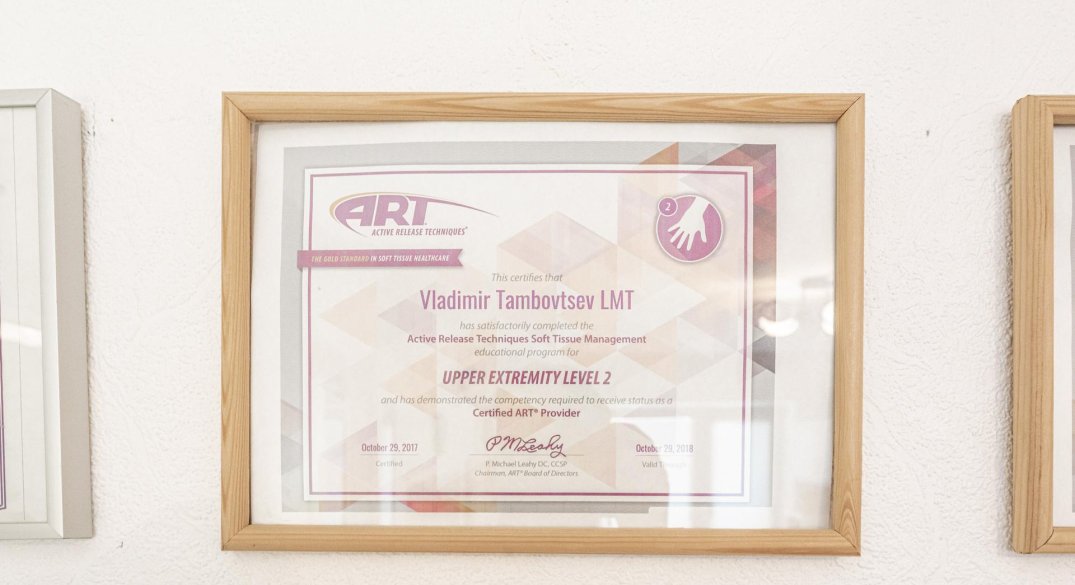 ART
ACTIVE RELEASE TECHNIQUES®
THE GOLD STANDARD IN SOFT TISSUE HEALTHCARE
2
This certifies that
Vladimir Tambovtsev LMT
has satisfactorily completed the
Active Release Techniques Soft Tissue Management
educational program for
UPPER EXTREMITY LEVEL 2
and has demonstrated the competency required to receive status as a
Certified ART® Provider
October 29, 2017
Certified
P M Leahy
P. Michael Leahy DC, CCSP
Chairman, ART® Board of Directors
October 29, 2018
Valid Through